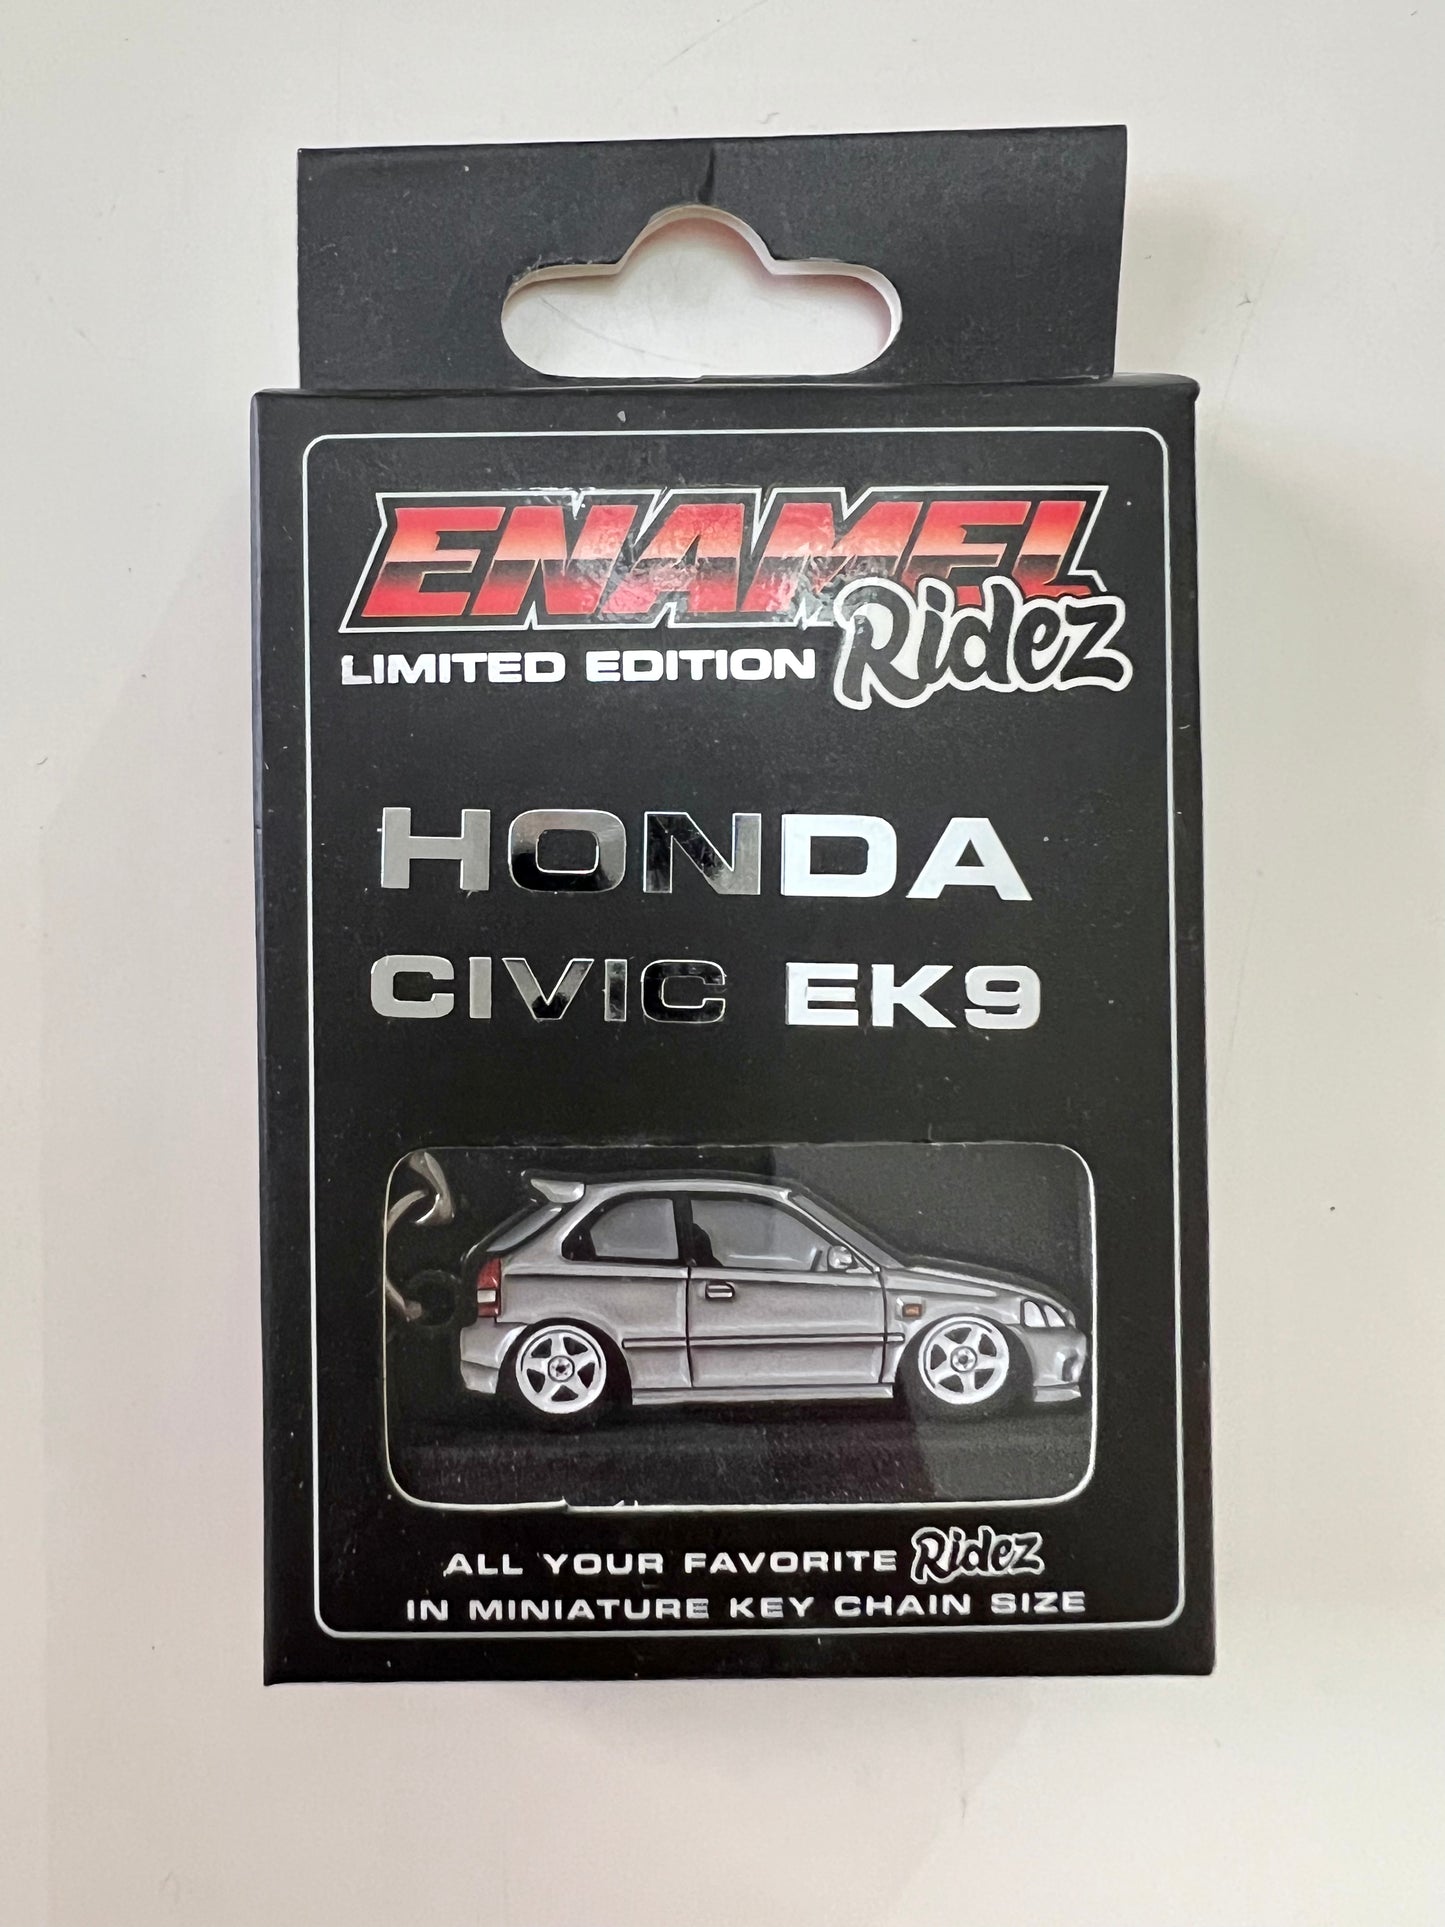 ENAMEL
Ridez
LIMITED EDITION
HONDA
CIVIC EK9
ALL YOUR FAVORITE Ridez
IN MINIATURE KEY CHAIN SIZE